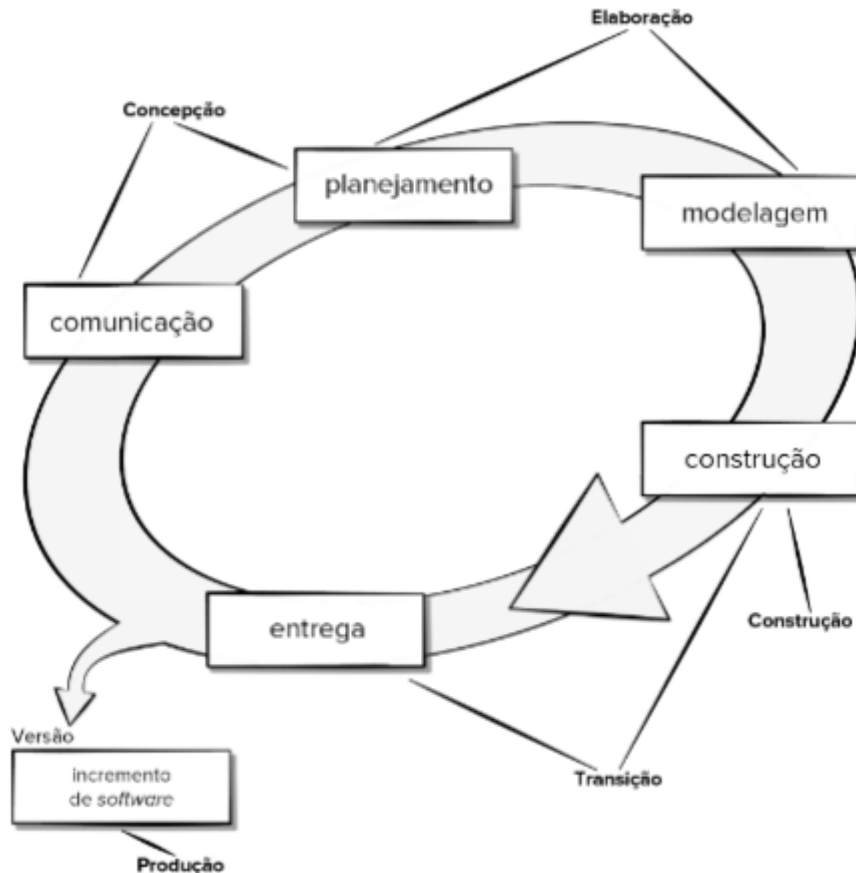 Elaboração
Concepção
planejamento
modelagem
comunicação
construção
entrega
Construção
Versão
incremento
de software
Transição
Produção